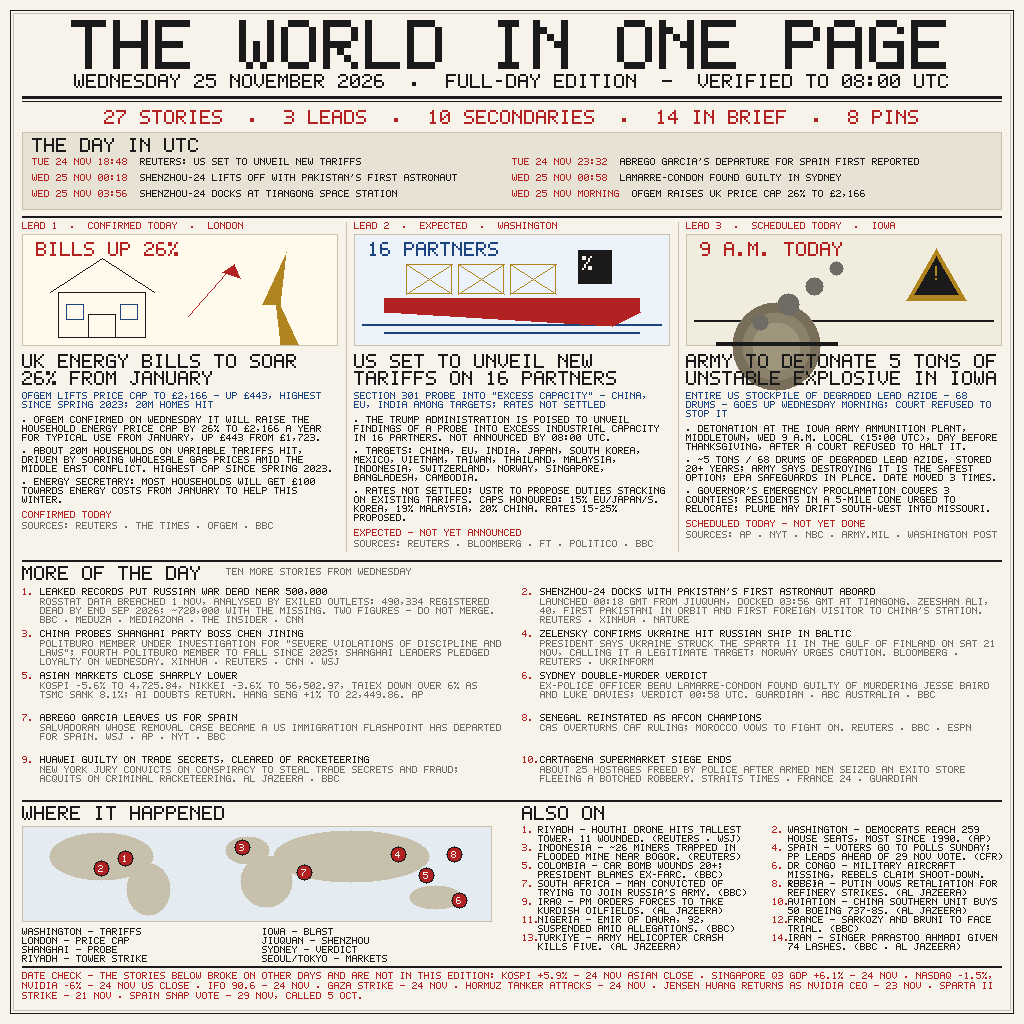 THE WORLD IN ONE PAGE
WEDNESDAY 25 NOVEMBER 2026 . FULL-DAY EDITION - VERIFIED TO 08:00 UTC
27 STORIES . 3 LEADS . 10 SECONDARIES . 14 IN BRIEF . 8 PINS
THE DAY IN UTC
TUE 24 NOV 18:48 REUTERS: US SET TO UNVEIL NEW TARIFFS
TUE 24 NOV 23:32 ABREGO GARCIA'S DEPARTURE FOR SPAIN FIRST REPORTED
WED 25 NOV 00:18 SHENZHOU-24 LIFTS OFF WITH PAKISTAN'S FIRST ASTRONAUT
WED 25 NOV 00:58 LAMARRE-CONDON FOUND GUILTY IN SYDNEY
WED 25 NOV 03:56 SHENZHOU-24 DOCKS AT TIANGONG SPACE STATION
WED 25 NOV MORNING OFGEM RAISES UK PRICE CAP 26% TO £2,166
LEAD 1 . CONFIRMED TODAY . LONDON
BILLS UP 26%
UK ENERGY BILLS TO SOAR
26% FROM JANUARY
OFGEM LIFTS PRICE CAP TO £2,166 - UP £443, HIGHEST
SINCE SPRING 2023; 20M HOMES HIT
. OFGEM CONFIRMED ON WEDNESDAY IT WILL RAISE THE
HOUSEHOLD ENERGY PRICE CAP BY 26% TO £2,166 A YEAR
FOR TYPICAL USE FROM JANUARY, UP £443 FROM £1,723.
. ABOUT 20M HOUSEHOLDS ON VARIABLE TARIFFS HIT,
DRIVEN BY SOARING WHOLESALE GAS PRICES AMID THE
MIDDLE EAST CONFLICT. HIGHEST CAP SINCE SPRING 2023.
. ENERGY SECRETARY: MOST HOUSEHOLDS WILL GET £100
TOWARDS ENERGY COSTS FROM JANUARY TO HELP THIS
WINTER.
CONFIRMED TODAY
SOURCES: REUTERS . THE TIMES . OFGEM . BBC
LEAD 2 . EXPECTED . WASHINGTON
16 PARTNERS
%
US SET TO UNVEIL NEW
TARIFFS ON 16 PARTNERS
SECTION 301 PROBE INTO "EXCESS CAPACITY" - CHINA,
EU, INDIA AMONG TARGETS; RATES NOT SETTLED
. THE TRUMP ADMINISTRATION IS POISED TO UNVEIL
FINDINGS OF A PROBE INTO EXCESS INDUSTRIAL CAPACITY
IN 16 PARTNERS. NOT ANNOUNCED BY 08:00 UTC.
. TARGETS: CHINA, EU, INDIA, JAPAN, SOUTH KOREA,
MEXICO, VIETNAM, TAIWAN, THAILAND, MALAYSIA,
INDONESIA, SWITZERLAND, NORWAY, SINGAPORE,
BANGLADESH, CAMBODIA.
. RATES NOT SETTLED: USTR TO PROPOSE DUTIES STACKING
ON EXISTING TARIFFS. CAPS HONOURED: 15% EU/JAPAN/S.
KOREA, 19% MALAYSIA, 20% CHINA. RATES 15-25%
PROPOSED.
EXPECTED - NOT YET ANNOUNCED
SOURCES: REUTERS . BLOOMBERG . FT . POLITICO . BBC
LEAD 3 . SCHEDULED TODAY . IOWA
9 A.M. TODAY
!
ARMY TO DETONATE 5 TONS OF
UNSTABLE EXPLOSIVE IN IOWA
ENTIRE US STOCKPILE OF DEGRADED LEAD AZIDE - 68
DRUMS - GOES UP WEDNESDAY MORNING; COURT REFUSED TO
STOP IT
. DETONATION AT THE IOWA ARMY AMMUNITION PLANT,
MIDDLETOWN, WED 9 A.M. LOCAL (15:00 UTC), DAY BEFORE
THANKSGIVING, AFTER A COURT REFUSED TO HALT IT.
. ~5 TONS / 68 DRUMS OF DEGRADED LEAD AZIDE, STORED
20+ YEARS; ARMY SAYS DESTROYING IT IS THE SAFEST
OPTION; EPA SAFEGUARDS IN PLACE. DATE MOVED 3 TIMES.
. GOVERNOR'S EMERGENCY PROCLAMATION COVERS 3
COUNTIES; RESIDENTS IN A 5-MILE CONE URGED TO
RELOCATE; PLUME MAY DRIFT SOUTH-WEST INTO MISSOURI.
SCHEDULED TODAY - NOT YET DONE
SOURCES: AP . NYT . NBC . ARMY.MIL . WASHINGTON POST
MORE OF THE DAY TEN MORE STORIES FROM WEDNESDAY
1. LEAKED RECORDS PUT RUSSIAN WAR DEAD NEAR 500,000
ROSSTAT DATA BREACHED 1 NOV, ANALYSED BY EXILED OUTLETS: 490,334 REGISTERED
DEAD BY END SEP 2026; ~720,000 WITH THE MISSING. TWO FIGURES - DO NOT MERGE.
BBC . MEDUZA . MEDIAZONA . THE INSIDER . CNN
2. SHENZHOU-24 DOCKS WITH PAKISTAN'S FIRST ASTRONAUT ABOARD
LAUNCHED 00:18 GMT FROM JIUQUAN, DOCKED 03:56 GMT AT TIANGONG. ZEESHAN ALI,
40, FIRST PAKISTANI IN ORBIT AND FIRST FOREIGN VISITOR TO CHINA'S STATION.
REUTERS . XINHUA . NATURE
3. CHINA PROBES SHANGHAI PARTY BOSS CHEN JINING
POLITBURO MEMBER UNDER INVESTIGATION FOR "SEVERE VIOLATIONS OF DISCIPLINE AND
LAWS"; FOURTH POLITBURO MEMBER TO FALL SINCE 2025; SHANGHAI LEADERS PLEDGED
LOYALTY ON WEDNESDAY. XINHUA . REUTERS . CNN . WSJ
4. ZELENSKY CONFIRMS UKRAINE HIT RUSSIAN SHIP IN BALTIC
PRESIDENT SAYS UKRAINE STRUCK THE SPARTA II IN THE GULF OF FINLAND ON SAT 21
NOV, CALLING IT A LEGITIMATE TARGET; NORWAY URGES CAUTION. BLOOMBERG .
REUTERS . UKRINFORM
5. ASIAN MARKETS CLOSE SHARPLY LOWER
KOSPI -5.6% TO 4,725.84; NIKKEI -3.6% TO 56,502.97, TAIEX DOWN OVER 6% AS
TSMC SANK 8.1%; AI DOUBTS RETURN. HANG SENG +1% TO 22,449.86. AP
6. SYDNEY DOUBLE-MURDER VERDICT
EX-POLICE OFFICER BEAU LAMARRE-CONDON FOUND GUILTY OF MURDERING JESSE BAIRD
AND LUKE DAVIES; VERDICT 00:58 UTC. GUARDIAN . ABC AUSTRALIA . BBC
7. ABREGO GARCIA LEAVES US FOR SPAIN
SALVADORAN WHOSE REMOVAL CASE BECAME A US IMMIGRATION FLASHPOINT HAS DEPARTED
FOR SPAIN. WSJ . AP . NYT . BBC
8. SENEGAL REINSTATED AS AFCON CHAMPIONS
CAS OVERTURNS CAF RULING; MOROCCO VOWS TO FIGHT ON. REUTERS . BBC . ESPN
9. HUAWEI GUILTY ON TRADE SECRETS, CLEARED OF RACKETEERING
NEW YORK JURY CONVICTS ON CONSPIRACY TO STEAL TRADE SECRETS AND FRAUD;
ACQUITS ON CRIMINAL RACKETEERING. AL JAZEERA . BBC
10.CARTAGENA SUPERMARKET SIEGE ENDS
ABOUT 25 HOSTAGES FREED BY POLICE AFTER ARMED MEN SEIZED AN EXITO STORE
FLEEING A BOTCHED ROBBERY. STRAITS TIMES . FRANCE 24 . GUARDIAN
WHERE IT HAPPENED
1
2
3
4
5
6
7
8
WASHINGTON - TARIFFS
LONDON - PRICE CAP
SHANGHAI - PROBE
RIYADH - TOWER STRIKE
IOWA - BLAST
JIUQUAN - SHENZHOU
SYDNEY - VERDICT
SEOUL/TOKYO - MARKETS
ALSO ON
1. RIYADH - HOUTHI DRONE HITS TALLEST
TOWER, 11 WOUNDED. (REUTERS . WSJ)
2. WASHINGTON - DEMOCRATS REACH 259
HOUSE SEATS, MOST SINCE 1990. (AP)
3. INDONESIA - ~26 MINERS TRAPPED IN
FLOODED MINE NEAR BOGOR. (REUTERS)
4. SPAIN - VOTERS GO TO POLLS SUNDAY;
PP LEADS AHEAD OF 29 NOV VOTE. (CFR)
5. COLOMBIA - CAR BOMB WOUNDS 20+;
PRESIDENT BLAMES EX-FARC. (BBC)
6. DR CONGO - MILITARY AIRCRAFT
MISSING, REBELS CLAIM SHOOT-DOWN.
7. SOUTH AFRICA - MAN CONVICTED OF
TRYING TO JOIN RUSSIA'S ARMY. (BBC)
8. - PUTIN VOWS RETALIATION FOR
REFINERY STRIKES. (AL JAZEERA)
9. IRAQ - PM ORDERS FORCES TO TAKE
KURDISH OILFIELDS. (AL JAZEERA)
10.AVIATION - CHINA SOUTHERN UNIT BUYS
50 BOEING 737-8S. (AL JAZEERA)
11.NIGERIA - EMIR OF DAURA, 92,
SUSPENDED AMID ALLEGATIONS. (BBC)
12.FRANCE - SARKOZY AND BRUNI TO FACE
TRIAL. (BBC)
13.TURKIYE - ARMY HELICOPTER CRASH
KILLS FIVE. (AL JAZEERA)
14.IRAN - SINGER PARASTOO AHMADI GIVEN
74 LASHES. (BBC . AL JAZEERA)
DATE CHECK - THE STORIES BELOW BROKE ON OTHER DAYS AND ARE NOT IN THIS EDITION: KOSPI +5.9% - 24 NOV ASIAN CLOSE . SINGAPORE Q3 GDP +6.1% - 24 NOV . NASDAQ -1.5%,
NVIDIA -6% - 24 NOV US CLOSE . IFO 90.6 - 24 NOV . GAZA STRIKE - 24 NOV . HORMUZ TANKER ATTACKS - 24 NOV . JENSEN HUANG RETURNS AS NVIDIA CEO - 23 NOV . SPARTA II
STRIKE - 21 NOV . SPAIN SNAP VOTE - 29 NOV, CALLED 5 OCT.